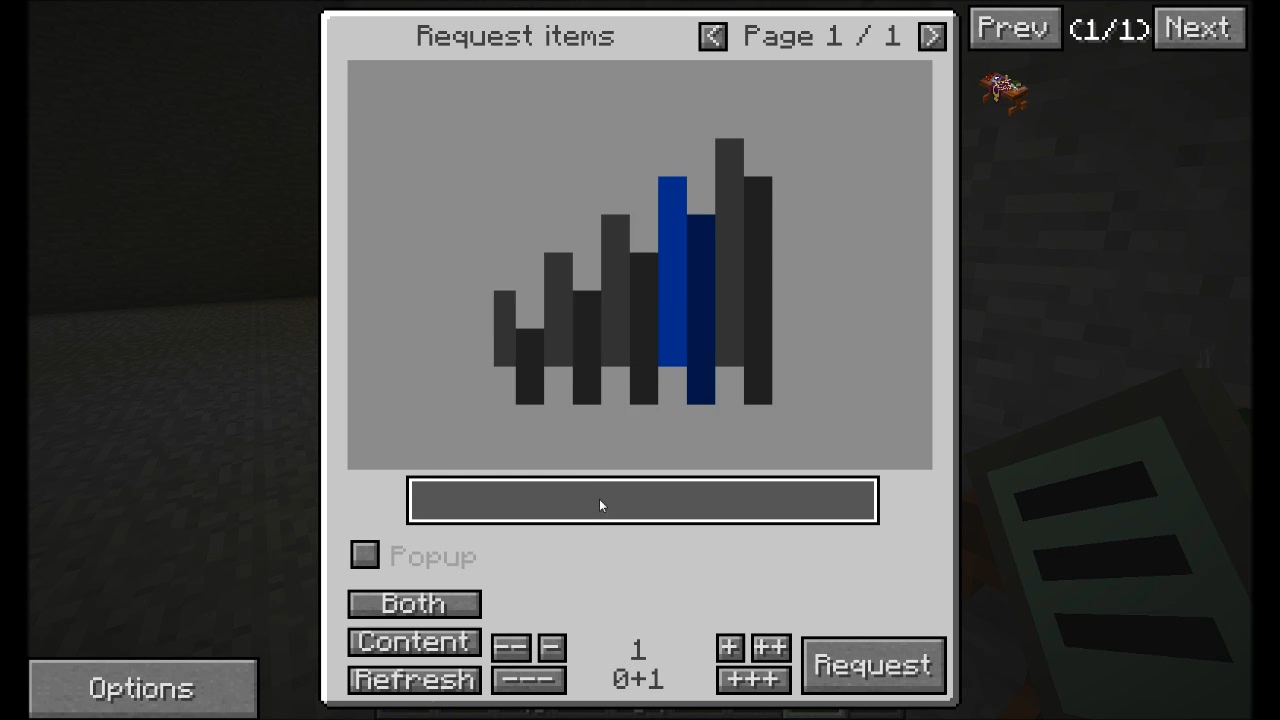 Request items
< Page 1 / 1 >
Prev (1/1) Next
Popup
Both
Content
Refresh
-- - 1 + ++
--- 0+1 +++
Request
Options